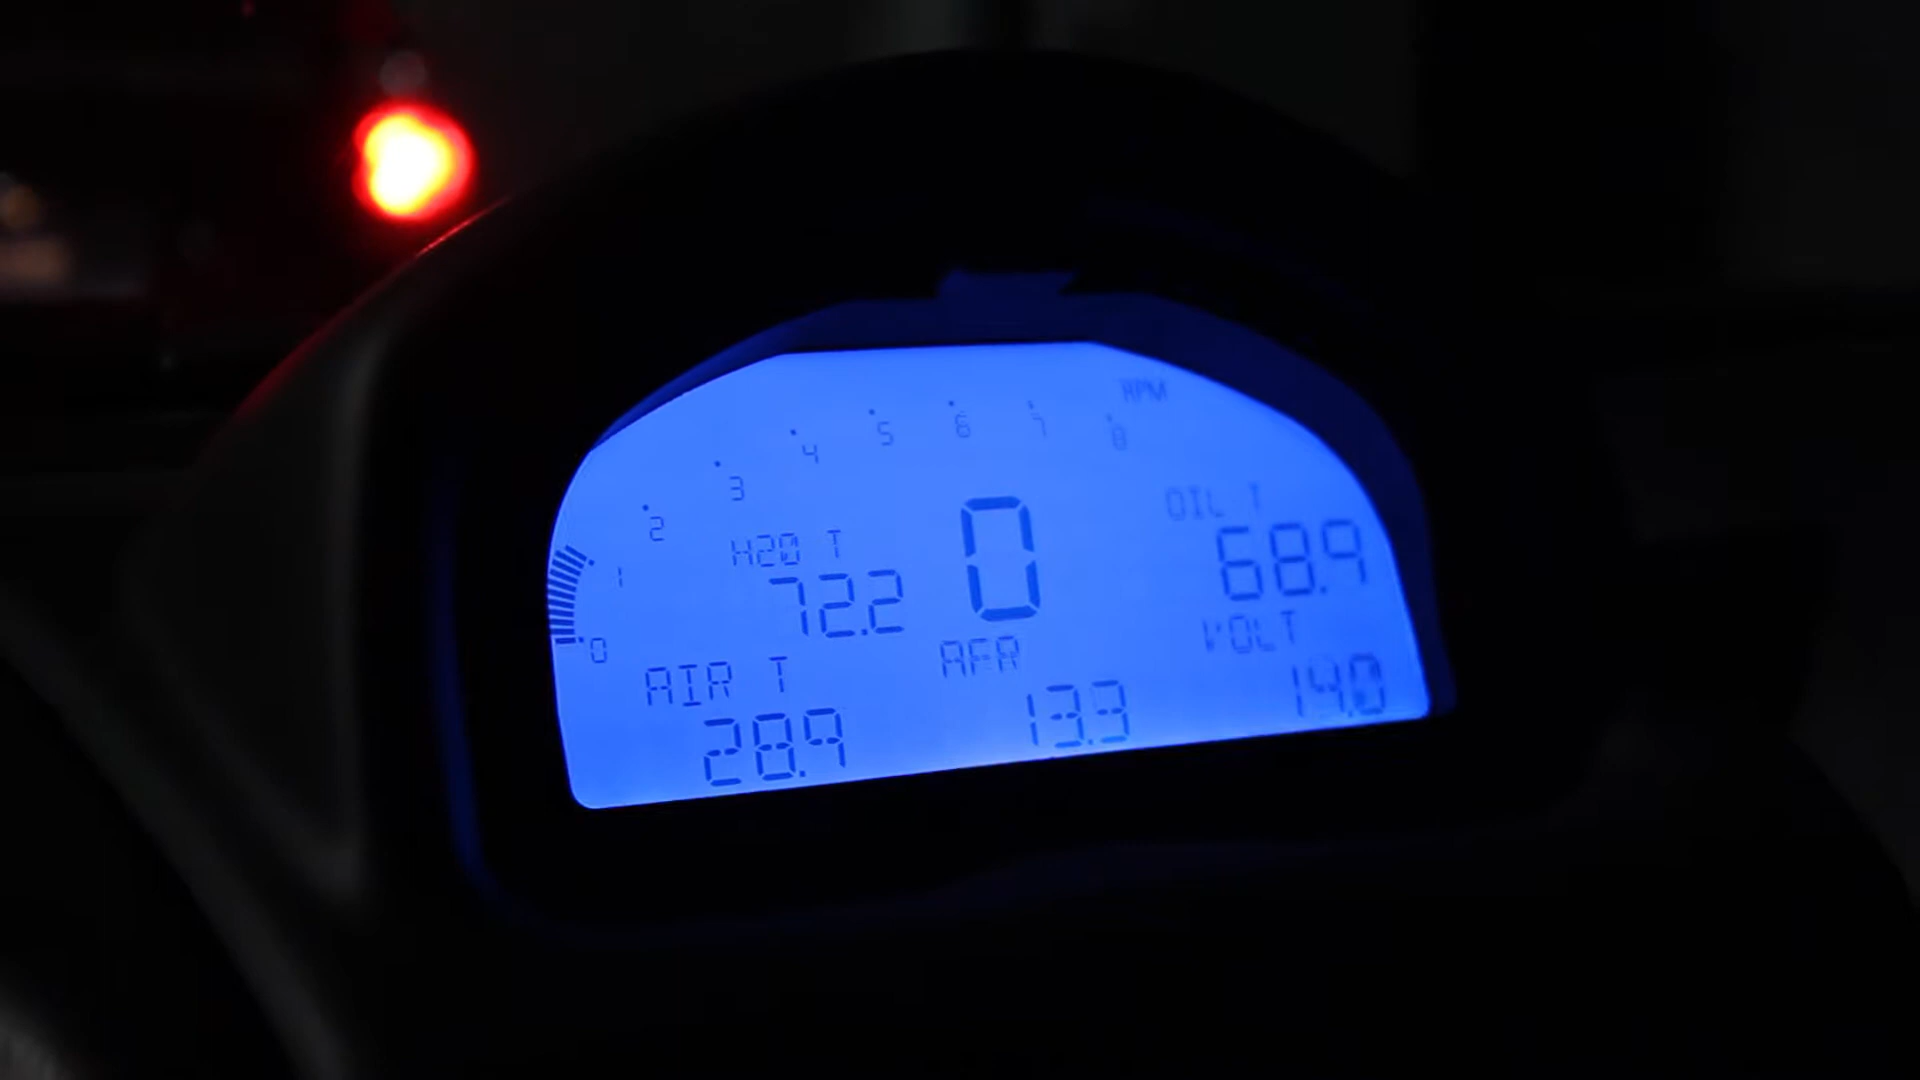 RPM
0 1 2 3 4 5 6 7 8
H2O T
72.2
0
OIL T
68.9
AIR T
28.9
AFR
13.3
VOLT
14.0